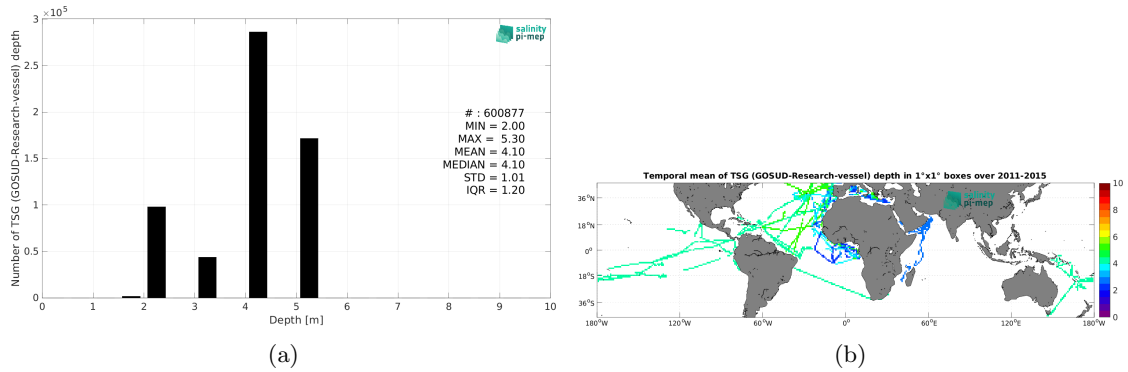 ×10⁵
3
2.5
2
1.5
1
0.5
0
Number of TSG (GOSUD-Research-vessel) depth
salinity
pi-mep
# : 600877
MIN = 2.00
MAX = 5.30
MEAN = 4.10
MEDIAN = 4.10
STD = 1.01
IQR = 1.20
0 1 2 3 4 5 6 7 8 9 10
Depth [m]
(a)
Temporal mean of TSG (GOSUD-Research-vessel) depth in 1°x1° boxes over 2011-2015
salinity
pi-mep
36°N
18°N
0°
18°S
36°S
180°W 120°W 60°W 0° 60°E 120°E 180°W
10
8
6
4
2
0
(b)